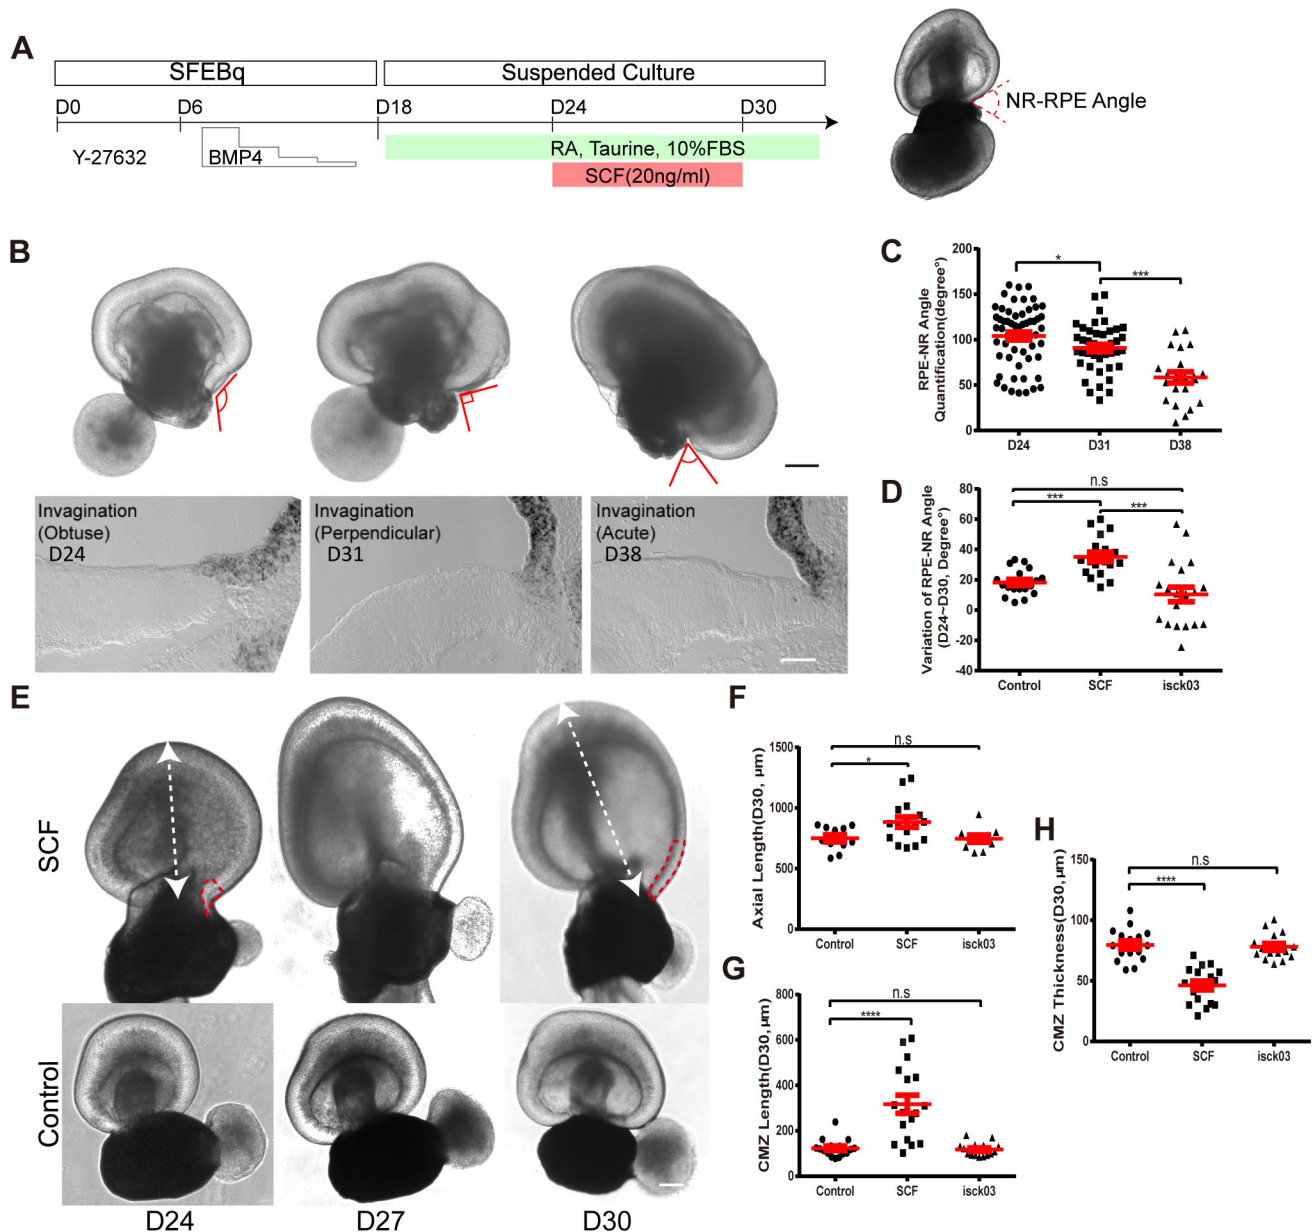 A
SFEBq
Suspended Culture
D0
D6
D18
D24
D30
Y-27632
BMP4
RA, Taurine, 10%FBS
SCF(20ng/ml)
NR-RPE Angle
B
Invagination
(Obtuse)
D24
Invagination
(Perpendicular)
D31
Invagination
(Acute)
D38
C
RPE-NR Angle
Quantification(degree°)
200
150
100
50
0
*
***
D24
D31
D38
D
Variation of RPE-NR Angle
(D24~D30, Degree°)
80
60
40
20
0
-20
-40
n.s
***
***
Control
SCF
isck03
E
SCF
Control
D24
D27
D30
F
Axial Length(D30, µm)
1500
1000
500
0
n.s
*
Control
SCF
isck03
G
CMZ Length(D30, µm)
800
600
400
200
0
n.s
****
Control
SCF
isck03
H
CMZ Thickness(D30, µm)
150
100
50
0
n.s
****
Control
SCF
isck03